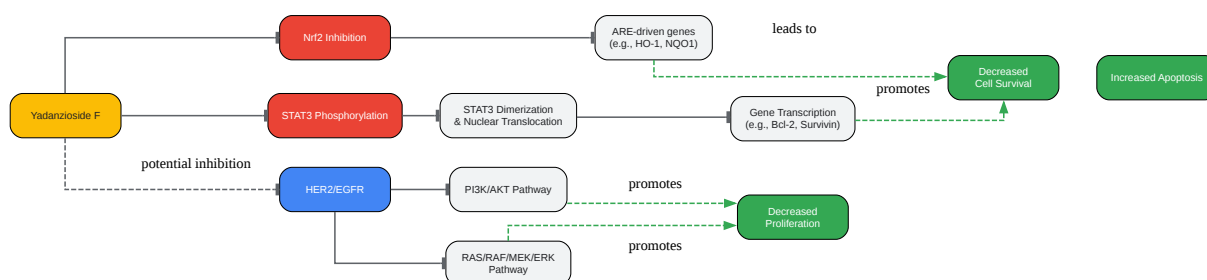 Nrf2 Inhibition
ARE-driven genes
(e.g., HO-1, NQO1)
leads to
Decreased
Cell Survival
Increased Apoptosis
promotes
Yadanzioside F
STAT3 Phosphorylation
STAT3 Dimerization
& Nuclear Translocation
Gene Transcription
(e.g., Bcl-2, Survivin)
potential inhibition
HER2/EGFR
PI3K/AKT Pathway
promotes
Decreased
Proliferation
promotes
RAS/RAF/MEK/ERK
Pathway